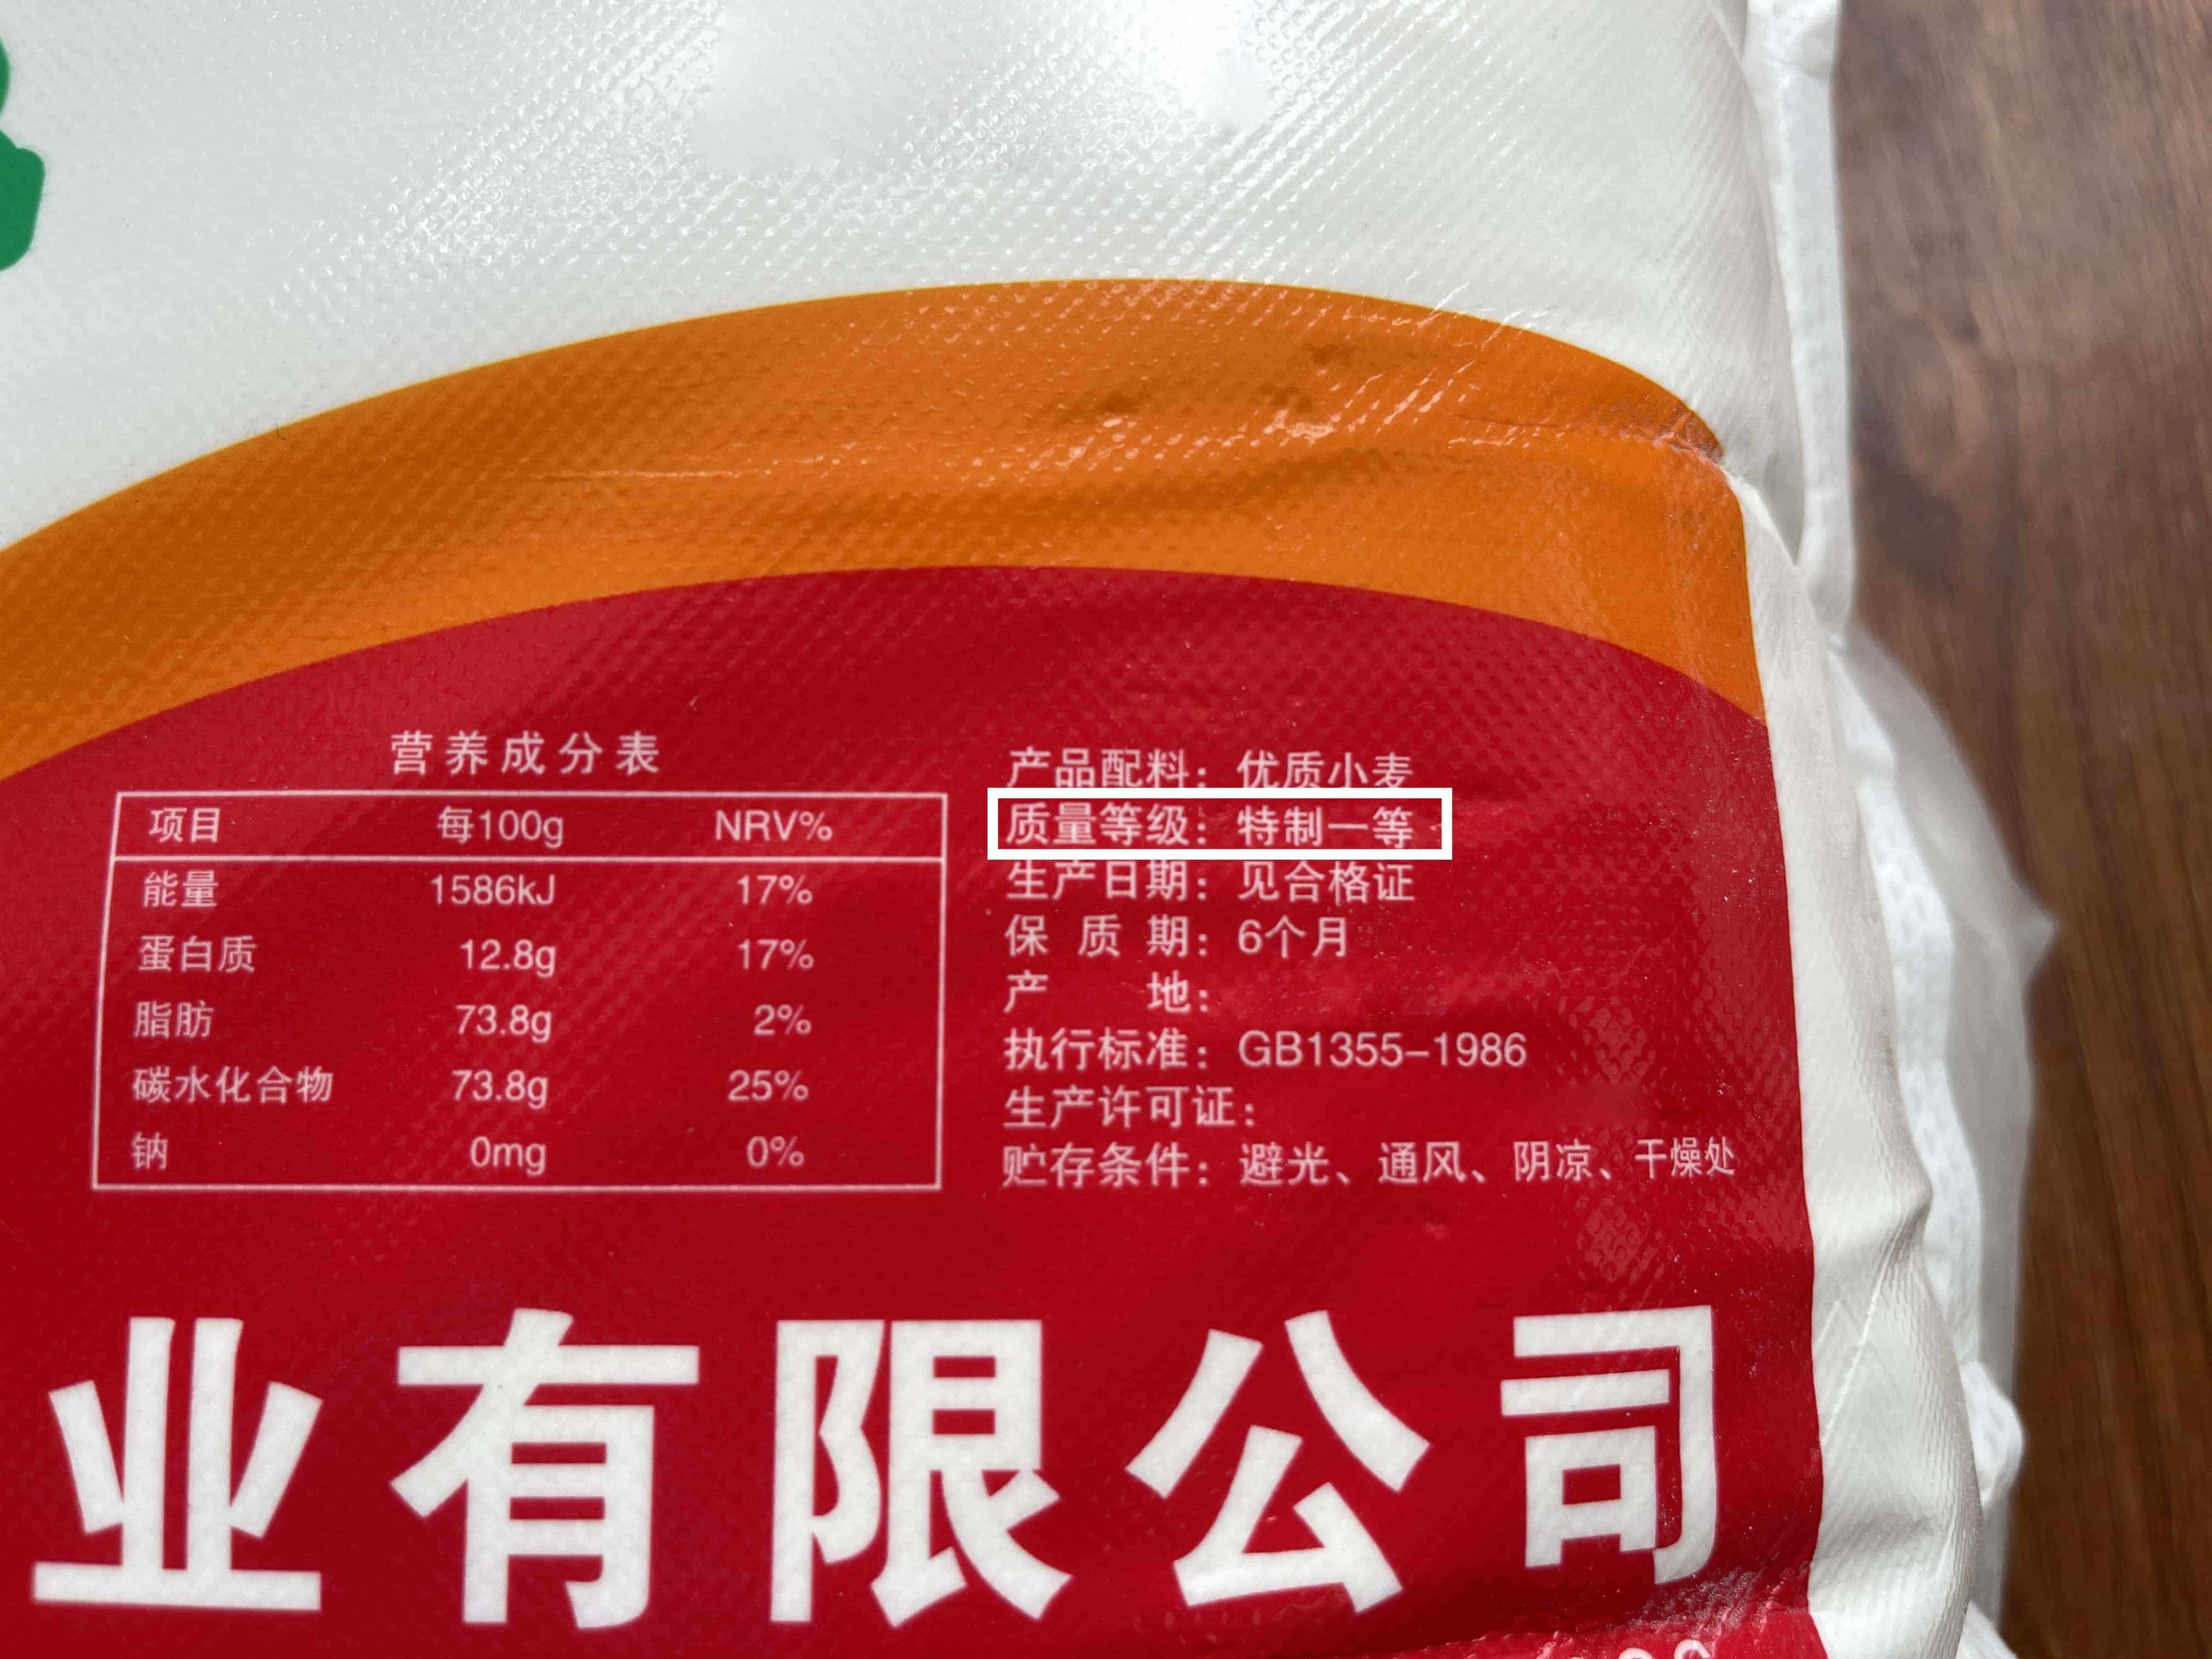 营养成分表
项目 每100g NRV%
能量 1586kJ 17%
蛋白质 12.8g 17%
脂肪 73.8g 2%
碳水化合物 73.8g 25%
钠 0mg 0%
产品配料：优质小麦
质量等级：特制一等
生产日期：见合格证
保质期：6个月
产地：
执行标准：GB1355-1986
生产许可证：
贮存条件：避光、通风、阴凉、干燥处
业有限公司